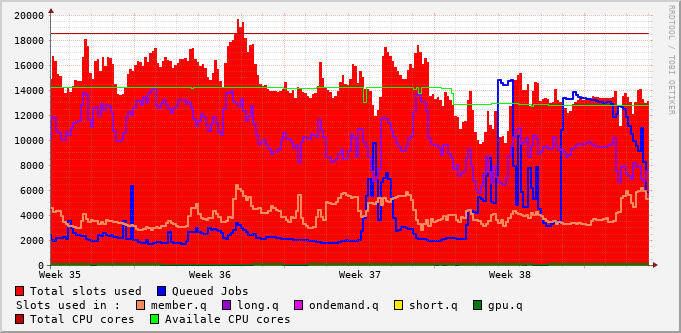 RRDTOOL / TOBI OETIKER
20000
18000
16000
14000
12000
10000
8000
6000
4000
2000
0
Week 35 Week 36 Week 37 Week 38
Total slots used Queued Jobs
Slots used in : member.q long.q ondemand.q short.q gpu.q
Total CPU cores Availale CPU cores